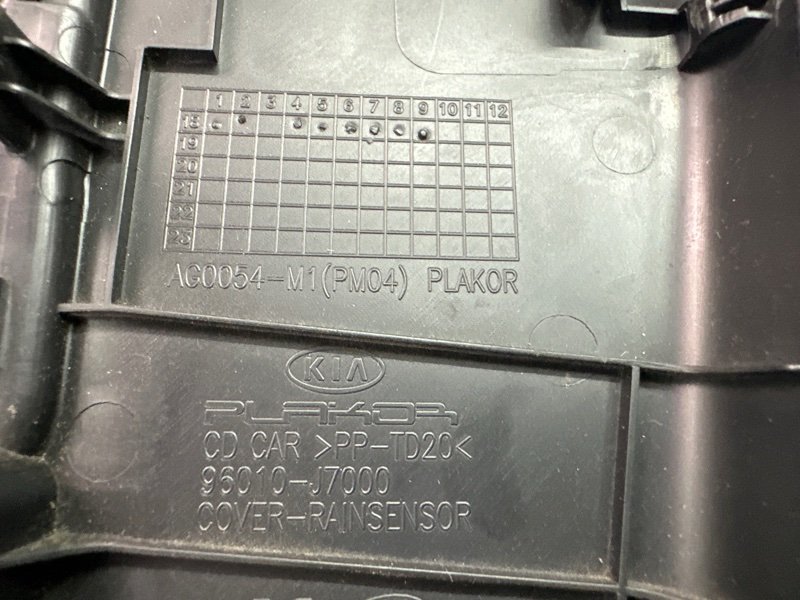 1 2 3 4 5 6 7 8 9 10 11 12
18
19
20
21
22
23
AG0054-M1(PM04) PLAKOR
KIA
PLAKOR
CD CAR >PP-TD20<
96010-J7000
COVER-RAINSENSOR